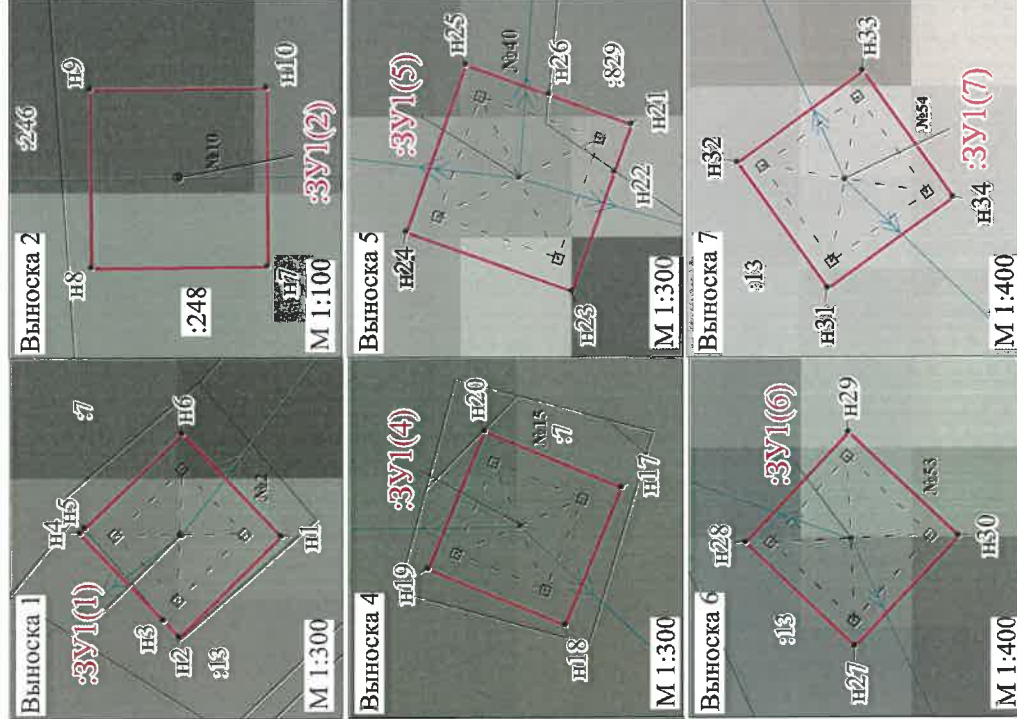 Выноска 1
:7
н4
н5
:ЗУ1(1)
н6
н3
№2
н2
:13
н1
М 1:300
Выноска 2
:246
н9
н8
№10
н10
:ЗУ1(2)
:248
н7
М 1:100
Выноска 4
:ЗУ1(4)
н20
н19
№15
:7
н17
н18
М 1:300
Выноска 5
н25
:ЗУ1(5)
№40
н24
н26
:829
н21
н22
н23
М 1:300
Выноска 6
:ЗУ1(6)
н28
н29
:13
№53
н27
н30
М 1:400
Выноска 7
н33
н32
:13
№54
н31
:ЗУ1(7)
н34
М 1:400